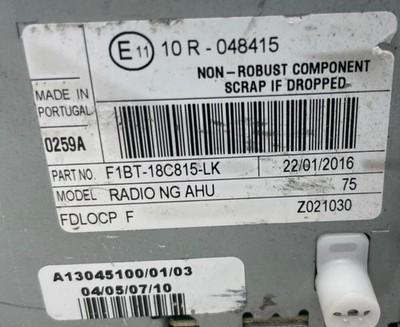 E11 10 R - 048415
NON-ROBUST COMPONENT
SCRAP IF DROPPED
MADE IN
PORTUGAL
0259A
PART NO. F1BT-18C815-LK 22/01/2016
MODEL RADIO NG AHU 75
FDLOCP F Z021030
A13045100/01/03
04/05/07/10